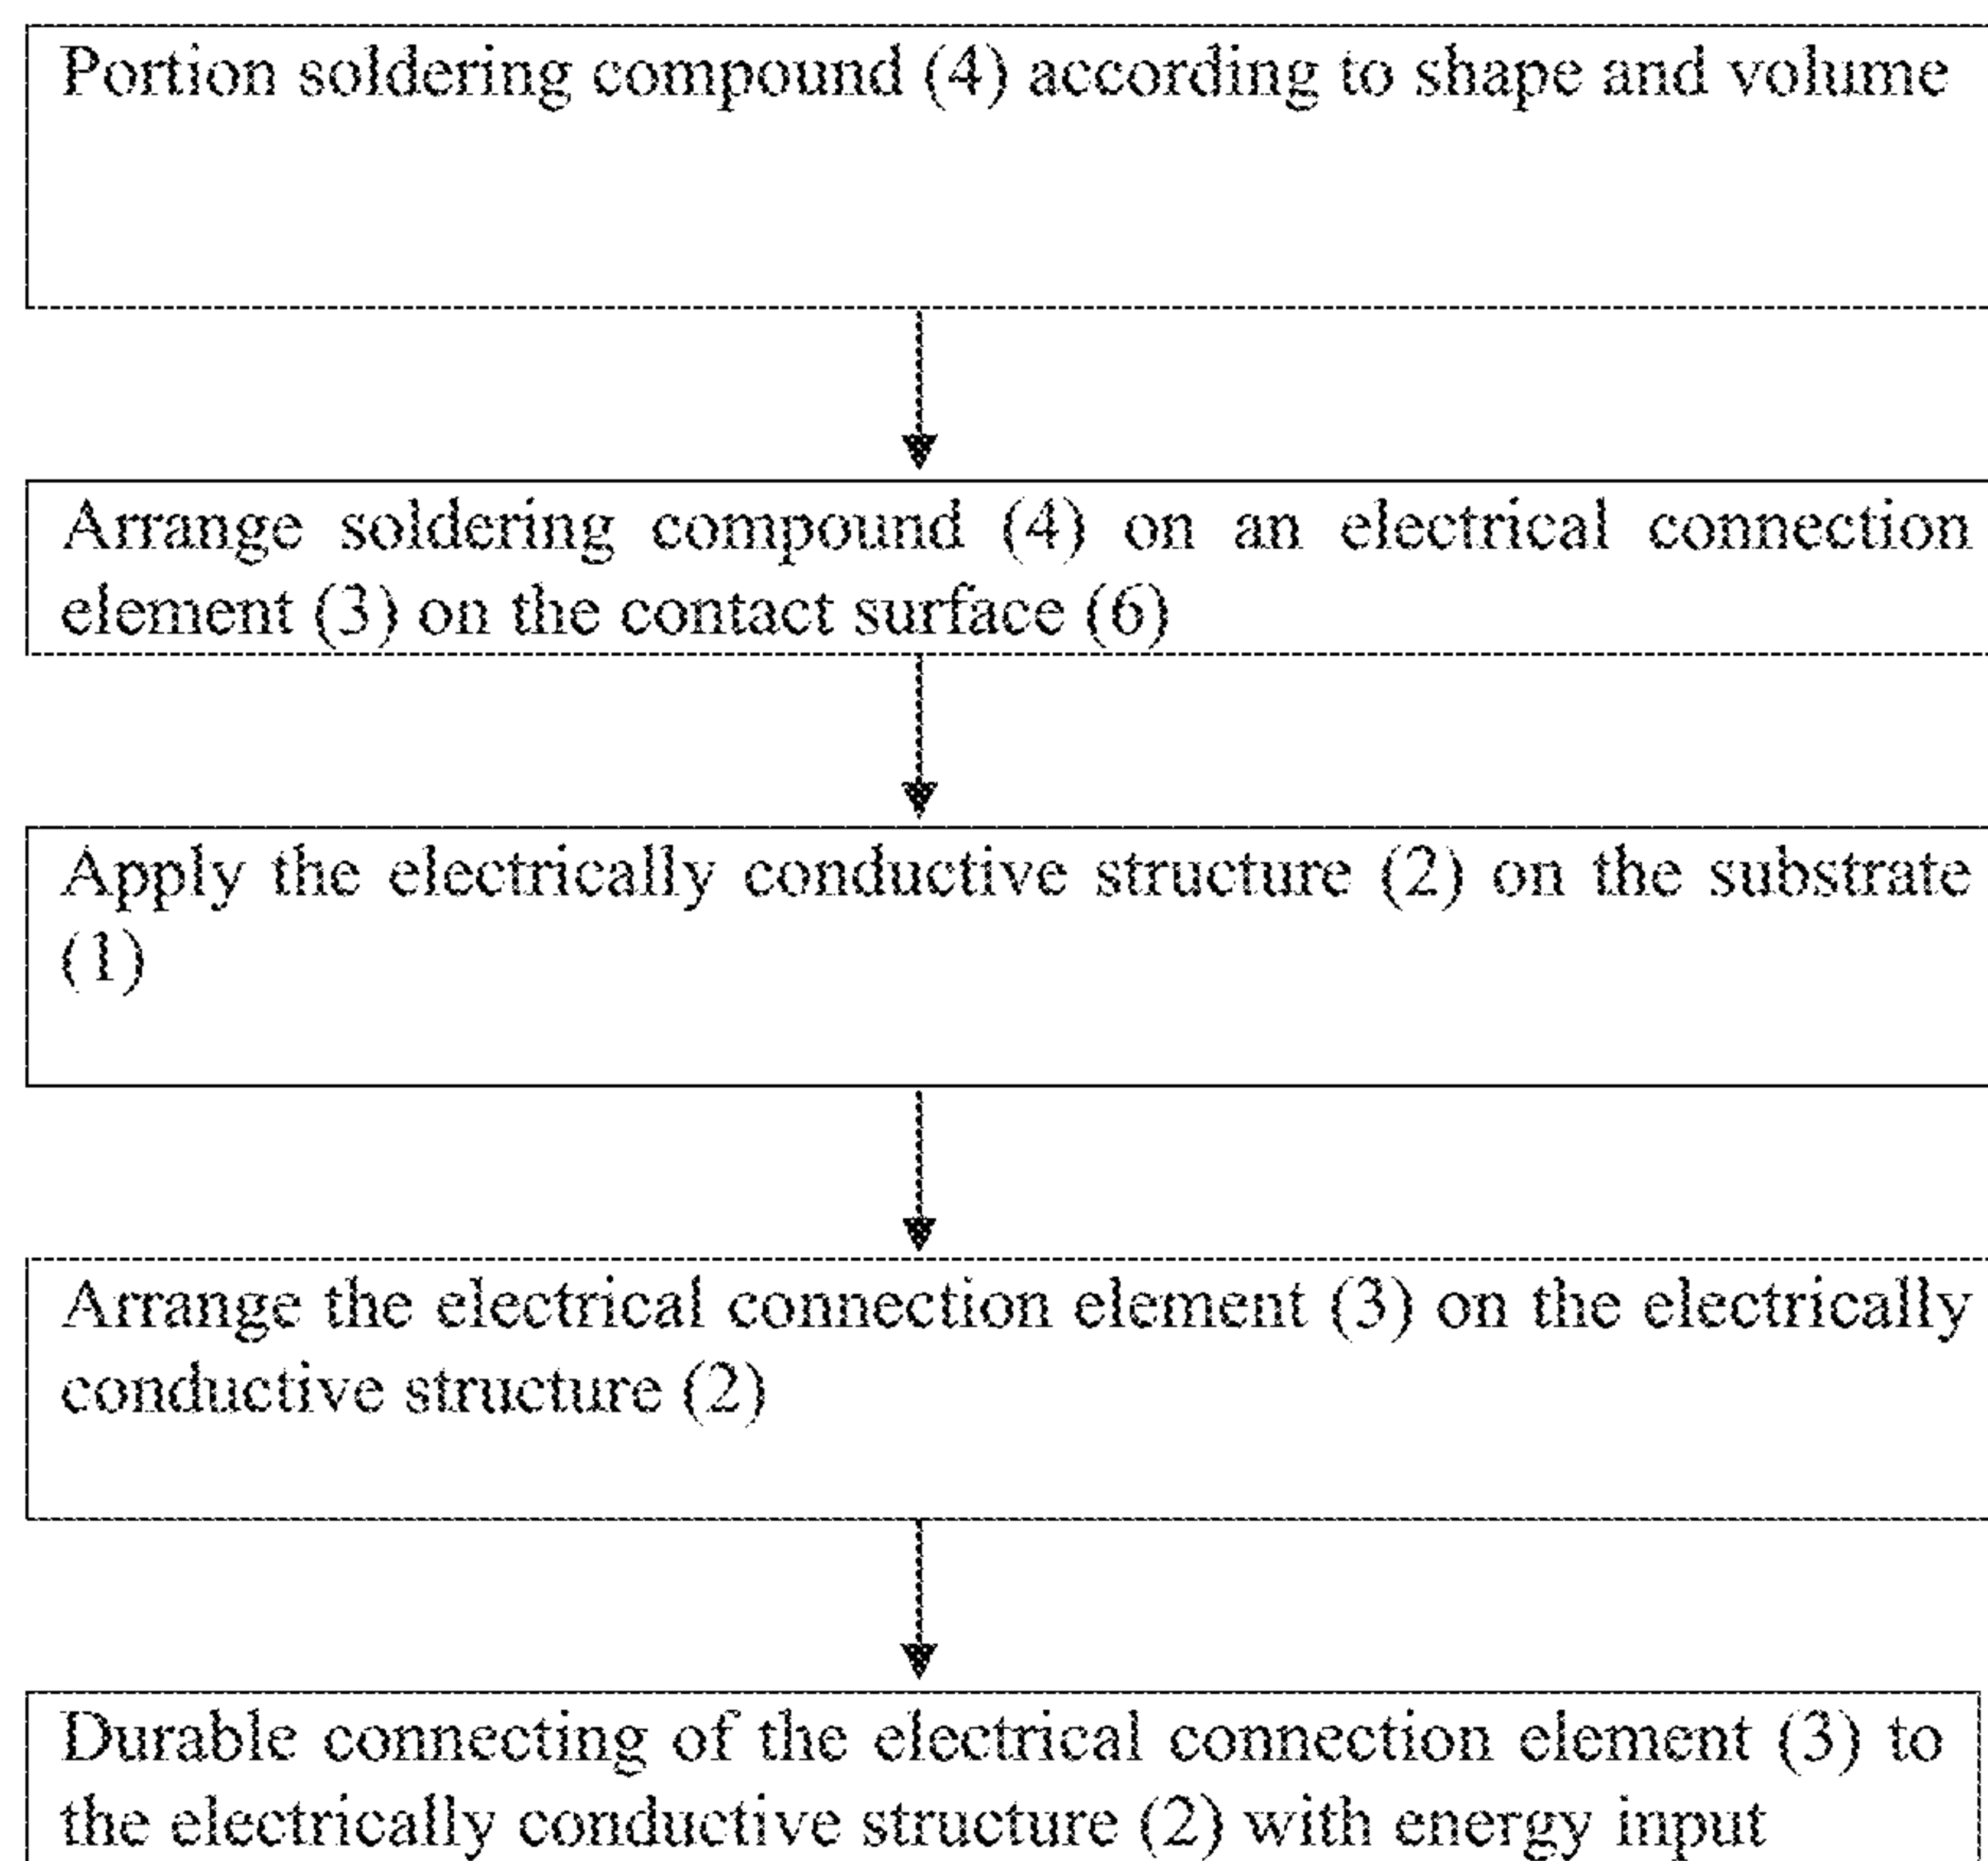 Portion soldering compound (4) according to shape and volume
Arrange soldering compound (4) on an electrical connection
element (3) on the contact surface (6)
Apply the electrically conductive structure (2) on the substrate
(1)
Arrange the electrical connection element (3) on the electrically
conductive structure (2)
Durable connecting of the electrical connection element (3) to
the electrically conductive structure (2) with energy input